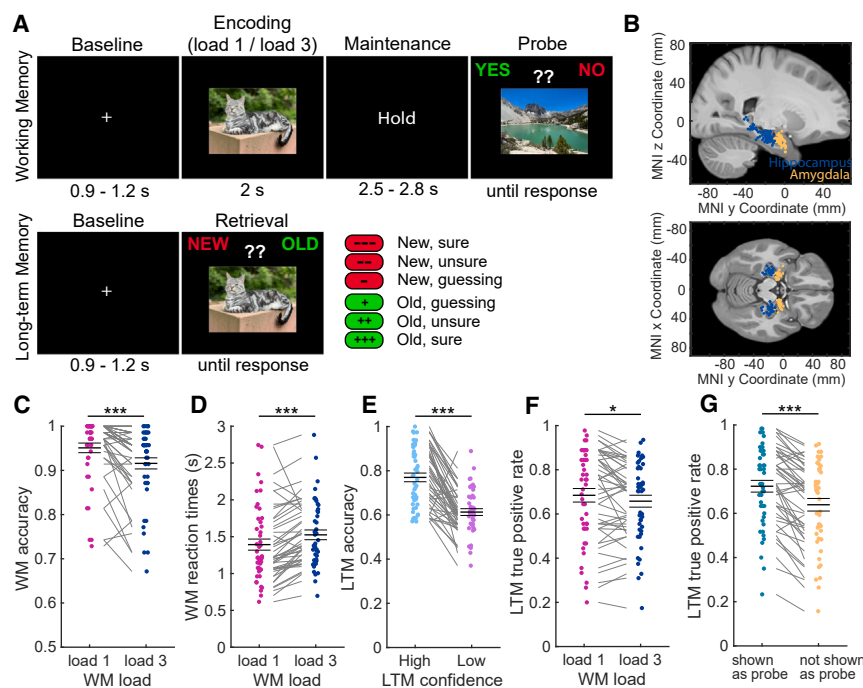 A
Encoding
Baseline (load 1 / load 3) Maintenance Probe
Working Memory
+
Hold
YES ?? NO
0.9 - 1.2 s 2 s 2.5 - 2.8 s until response
Baseline Retrieval
Long-term Memory
+
NEW ?? OLD
0.9 - 1.2 s until response
--- New, sure
-- New, unsure
- New, guessing
+ Old, guessing
++ Old, unsure
+++ Old, sure
B
MNI z Coordinate (mm)
80
40
0
-40
Hippocampus
Amygdala
-80 -40 0 40
MNI y Coordinate (mm)
MNI x Coordinate (mm)
-80
-40
0
40
80
-80 -40 0 40 80
MNI y Coordinate (mm)
C
***
WM accuracy
1
0.9
0.8
0.7
0.6
0.5
load 1 load 3
WM load
D
***
WM reaction times (s)
3
2.5
2
1.5
1
0.5
0
load 1 load 3
WM load
E
***
LTM accuracy
1
0.8
0.6
0.4
0.2
0
High Low
LTM confidence
F
*
LTM true positive rate
1
0.8
0.6
0.4
0.2
0
load 1 load 3
WM load
G
***
LTM true positive rate
1
0.8
0.6
0.4
0.2
0
shown not shown
as probe as probe